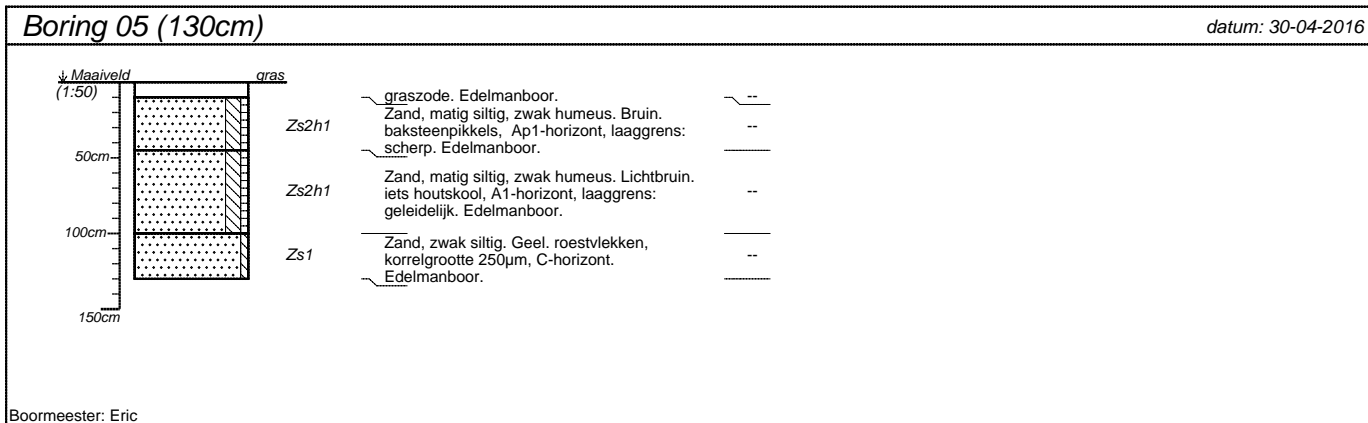 Boring 05 (130cm)
datum: 30-04-2016
Maaiveld
gras
(1:50)
graszode. Edelmanboor.
--
Zs2h1
Zand, matig siltig, zwak humeus. Bruin.
baksteenpikkels, Ap1-horizont, laaggrens:
scherp. Edelmanboor.
--
50cm
Zs2h1
Zand, matig siltig, zwak humeus. Lichtbruin.
iets houtskool, A1-horizont, laaggrens:
geleidelijk. Edelmanboor.
--
100cm
Zs1
Zand, zwak siltig. Geel. roestvlekken,
korrelgrootte 250µm, C-horizont.
Edelmanboor.
--
150cm
Boormeester: Eric